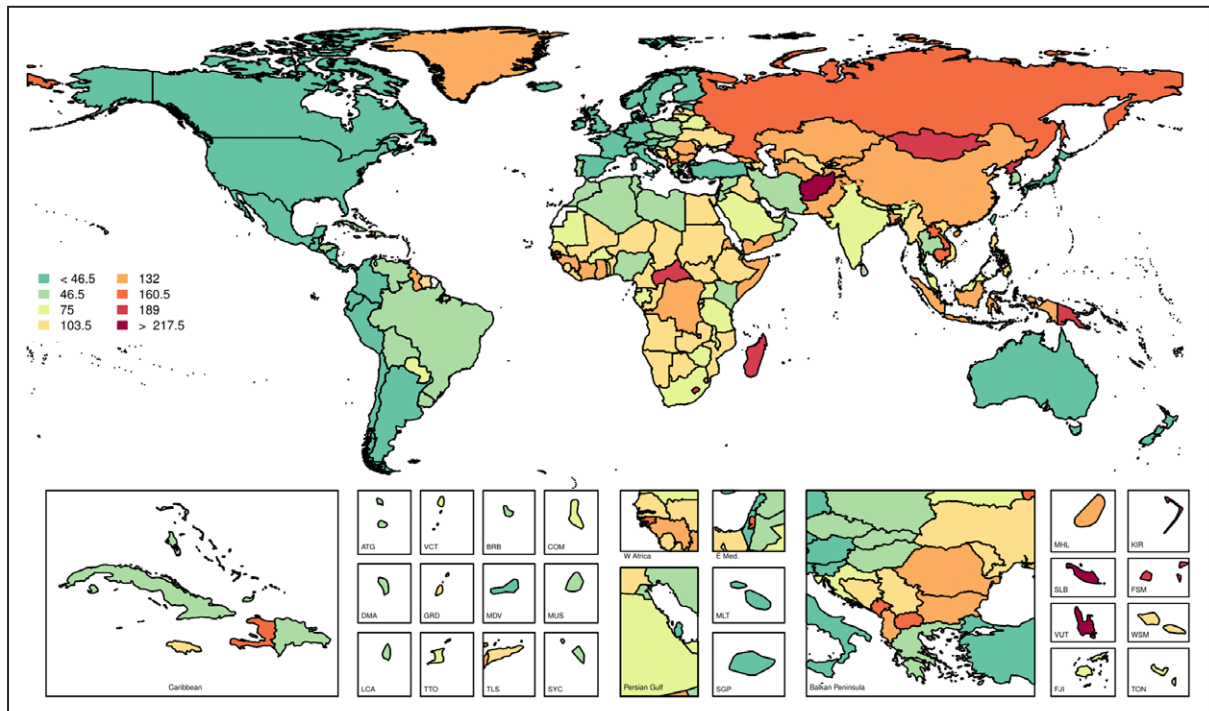 < 46.5
46.5
75
103.5
132
160.5
189
> 217.5
Caribbean
ATG
VCT
BRB
COM
DMA
GRD
MDV
MUS
LCA
TTO
TLS
SYC
W Africa
E Med.
Persian Gulf
MLT
SGP
Balkan Peninsula
MHL
KIR
SLB
FSM
VUT
WSM
FJI
TON